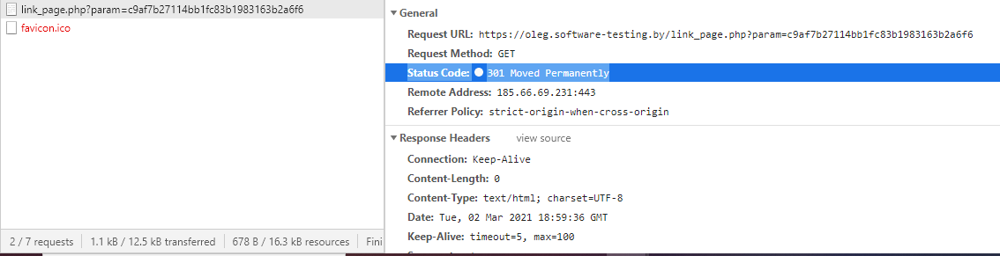 link_page.php?param=c9af7b27114bb1fc83b1983163b2a6f6
favicon.ico
2 / 7 requests
1.1 kB / 12.5 kB transferred
678 B / 16.3 kB resources
Fini
General
Request URL: https://oleg.software-testing.by/link_page.php?param=c9af7b27114bb1fc83b1983163b2a6f6
Request Method: GET
Status Code: 301 Moved Permanently
Remote Address: 185.66.69.231:443
Referrer Policy: strict-origin-when-cross-origin
Response Headers view source
Connection: Keep-Alive
Content-Length: 0
Content-Type: text/html; charset=UTF-8
Date: Tue, 02 Mar 2021 18:59:36 GMT
Keep-Alive: timeout=5, max=100